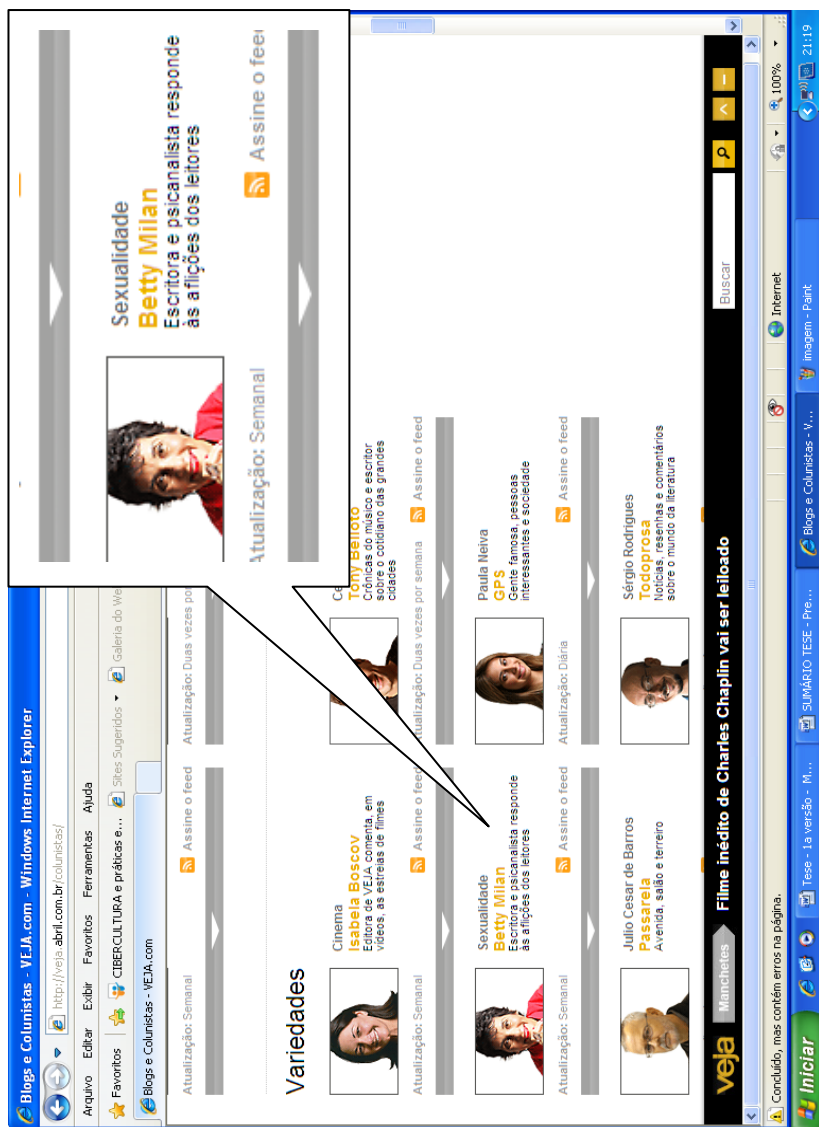 Blogs e Colunistas - VEJA.com - Windows Internet Explorer
http://veja.abril.com.br/colunistas/
Arquivo Editar Exibir Favoritos Ferramentas Ajuda
Favoritos CIBERCULTURA e práticas e... Sites Sugeridos Galeria do We
Blogs e Colunistas - VEJA.com
Atualização: Semanal Assine o feed
Atualização: Duas vezes por
Variedades
Cinema
Isabela Boscov
Editora de VEJA comenta, em
vídeos, as estreias de filmes
Atualização: Semanal Assine o feed
Ce
Tony Belloto
Crônicas do músico e escritor
sobre o cotidiano das grandes
cidades
Atualização: Duas vezes por semana Assine o feed
Sexualidade
Betty Milan
Escritora e psicanalista responde
às aflições dos leitores
Atualização: Semanal Assine o feed
Paula Neiva
GPS
Gente famosa, pessoas
interessantes e sociedade
Atualização: Diária Assine o feed
Julio Cesar de Barros
Passarela
Avenida, salão e terreiro
Sérgio Rodrigues
Todoprosa
Notícias, resenhas e comentários
sobre o mundo da literatura
Sexualidade
Betty Milan
Escritora e psicanalista responde
às aflições dos leitores
Atualização: Semanal Assine o feed
veja Manchetes Filme inédito de Charles Chaplin vai ser leiloado Buscar
Concluído, mas contém erros na página. Internet 100%
Iniciar Tese - 1a versão - M... SUMÁRIO TESE - Pre... Blogs e Colunistas - V... imagem - Paint 21:19